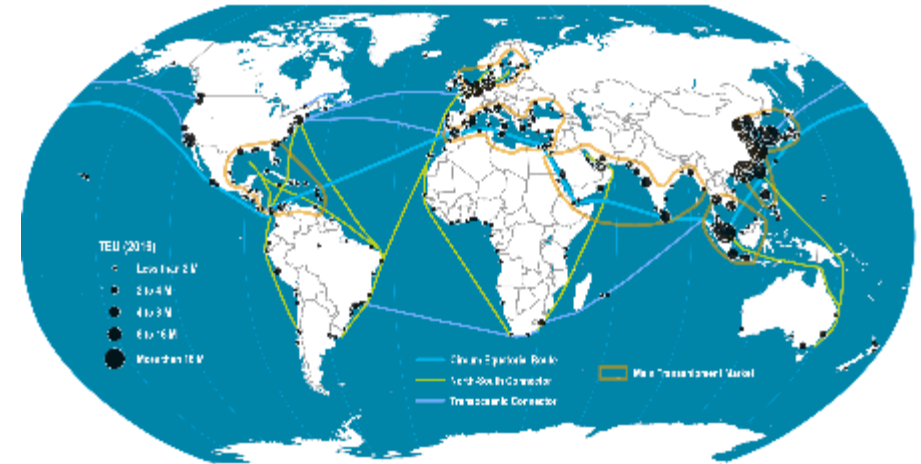 TEU (2016)
Less than 2 M
2 to 4 M
4 to 8 M
8 to 16 M
More than 16 M
Circum Equatorial Route
North-South Connector
Transoceanic Connector
Main Transshipment Market